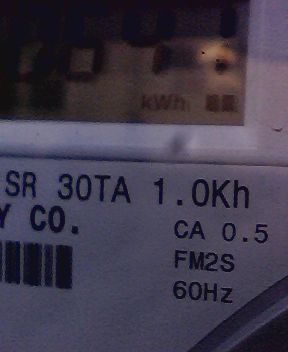 kWh
SR 30TA 1.0Kh
Y CO.
CA 0.5
FM2S
60Hz